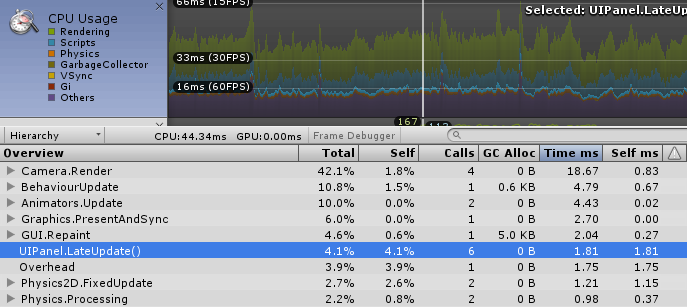 CPU Usage
Rendering
Scripts
Physics
GarbageCollector
VSync
Gi
Others
66ms (15FPS)
Selected: UIPanel.LateUp
33ms (30FPS)
16ms (60FPS)
167
Hierarchy CPU:44.34ms GPU:0.00ms Frame Debugger
Overview Total Self Calls GC Alloc Time ms Self ms
Camera.Render 42.1% 1.8% 4 0 B 18.67 0.83
BehaviourUpdate 10.8% 1.5% 1 0.6 KB 4.79 0.67
Animators.Update 10.0% 0.0% 2 0 B 4.43 0.02
Graphics.PresentAndSync 6.0% 0.0% 1 0 B 2.70 0.00
GUI.Repaint 4.6% 0.6% 1 5.0 KB 2.04 0.27
UIPanel.LateUpdate() 4.1% 4.1% 6 0 B 1.81 1.81
Overhead 3.9% 3.9% 1 0 B 1.75 1.75
Physics2D.FixedUpdate 2.7% 2.6% 2 0 B 1.21 1.15
Physics.Processing 2.2% 0.8% 2 0 B 0.98 0.37